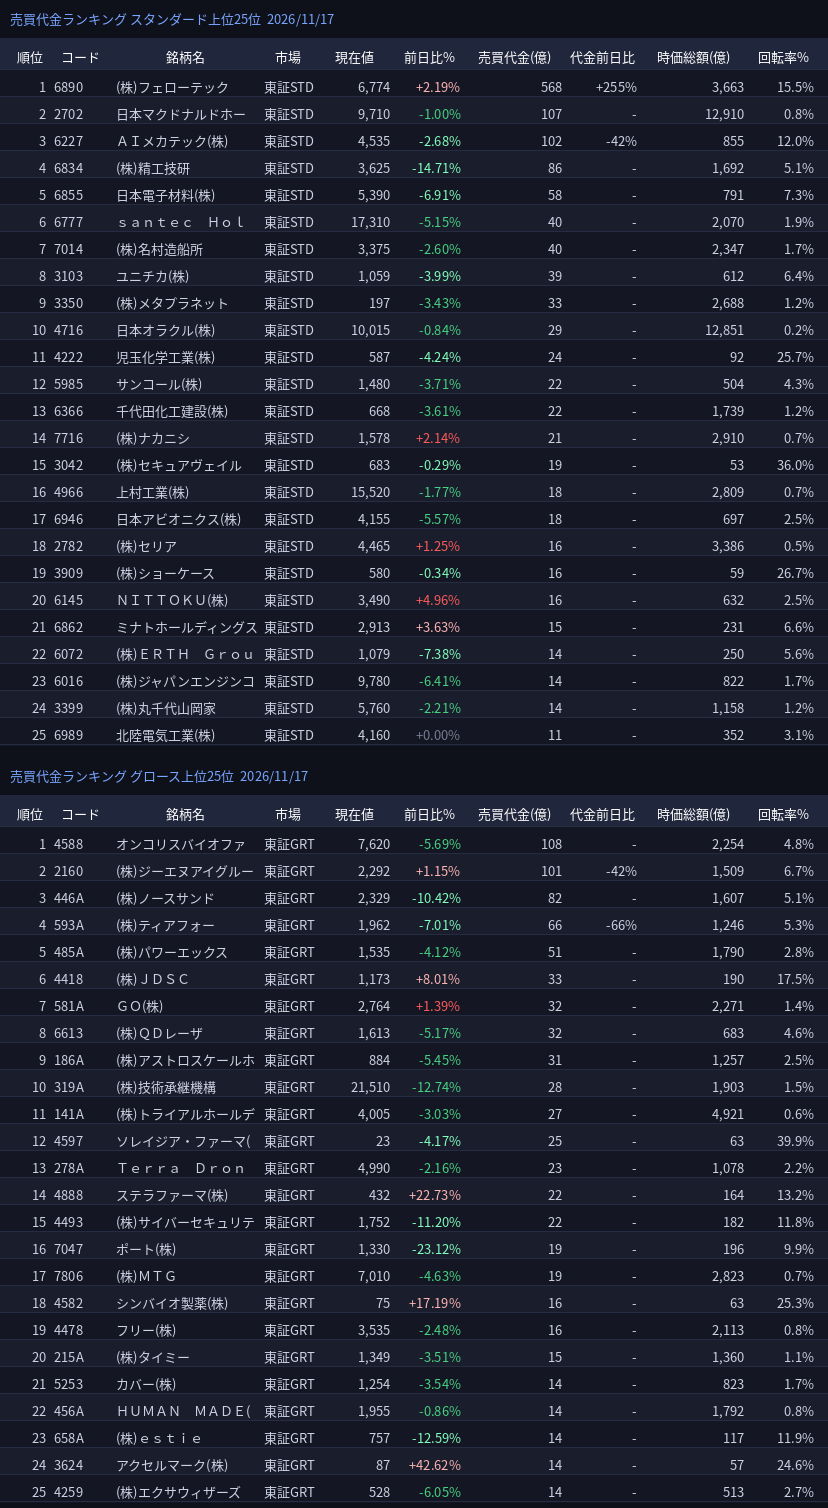 売買代金ランキング スタンダード上位25位 2026/11/17
順位 コード 銘柄名 市場 現在値 前日比% 売買代金(億) 代金前日比 時価総額(億) 回転率%
1 6890 (株)フェローテック 東証STD 6,774 +2.19% 568 +255% 3,663 15.5%
2 2702 日本マクドナルドホー 東証STD 9,710 -1.00% 107 - 12,910 0.8%
3 6227 ＡＩメカテック(株) 東証STD 4,535 -2.68% 102 -42% 855 12.0%
4 6834 (株)精工技研 東証STD 3,625 -14.71% 86 - 1,692 5.1%
5 6855 日本電子材料(株) 東証STD 5,390 -6.91% 58 - 791 7.3%
6 6777 ｓａｎｔｅｃ　Ｈｏｌ 東証STD 17,310 -5.15% 40 - 2,070 1.9%
7 7014 (株)名村造船所 東証STD 3,375 -2.60% 40 - 2,347 1.7%
8 3103 ユニチカ(株) 東証STD 1,059 -3.99% 39 - 612 6.4%
9 3350 (株)メタプラネット 東証STD 197 -3.43% 33 - 2,688 1.2%
10 4716 日本オラクル(株) 東証STD 10,015 -0.84% 29 - 12,851 0.2%
11 4222 児玉化学工業(株) 東証STD 587 -4.24% 24 - 92 25.7%
12 5985 サンコール(株) 東証STD 1,480 -3.71% 22 - 504 4.3%
13 6366 千代田化工建設(株) 東証STD 668 -3.61% 22 - 1,739 1.2%
14 7716 (株)ナカニシ 東証STD 1,578 +2.14% 21 - 2,910 0.7%
15 3042 (株)セキュアヴェイル 東証STD 683 -0.29% 19 - 53 36.0%
16 4966 上村工業(株) 東証STD 15,520 -1.77% 18 - 2,809 0.7%
17 6946 日本アビオニクス(株) 東証STD 4,155 -5.57% 18 - 697 2.5%
18 2782 (株)セリア 東証STD 4,465 +1.25% 16 - 3,386 0.5%
19 3909 (株)ショーケース 東証STD 580 -0.34% 16 - 59 26.7%
20 6145 ＮＩＴＴＯＫＵ(株) 東証STD 3,490 +4.96% 16 - 632 2.5%
21 6862 ミナトホールディングス 東証STD 2,913 +3.63% 15 - 231 6.6%
22 6072 (株)ＥＲＴＨ　Ｇｒｏｕ 東証STD 1,079 -7.38% 14 - 250 5.6%
23 6016 (株)ジャパンエンジンコ 東証STD 9,780 -6.41% 14 - 822 1.7%
24 3399 (株)丸千代山岡家 東証STD 5,760 -2.21% 14 - 1,158 1.2%
25 6989 北陸電気工業(株) 東証STD 4,160 +0.00% 11 - 352 3.1%
売買代金ランキング グロース上位25位 2026/11/17
順位 コード 銘柄名 市場 現在値 前日比% 売買代金(億) 代金前日比 時価総額(億) 回転率%
1 4588 オンコリスバイオファ 東証GRT 7,620 -5.69% 108 - 2,254 4.8%
2 2160 (株)ジーエヌアイグルー 東証GRT 2,292 +1.15% 101 -42% 1,509 6.7%
3 446A (株)ノースサンド 東証GRT 2,329 -10.42% 82 - 1,607 5.1%
4 593A (株)ティアフォー 東証GRT 1,962 -7.01% 66 -66% 1,246 5.3%
5 485A (株)パワーエックス 東証GRT 1,535 -4.12% 51 - 1,790 2.8%
6 4418 (株)ＪＤＳＣ 東証GRT 1,173 +8.01% 33 - 190 17.5%
7 581A ＧＯ(株) 東証GRT 2,764 +1.39% 32 - 2,271 1.4%
8 6613 (株)ＱＤレーザ 東証GRT 1,613 -5.17% 32 - 683 4.6%
9 186A (株)アストロスケールホ 東証GRT 884 -5.45% 31 - 1,257 2.5%
10 319A (株)技術承継機構 東証GRT 21,510 -12.74% 28 - 1,903 1.5%
11 141A (株)トライアルホールデ 東証GRT 4,005 -3.03% 27 - 4,921 0.6%
12 4597 ソレイジア・ファーマ( 東証GRT 23 -4.17% 25 - 63 39.9%
13 278A Ｔｅｒｒａ　Ｄｒｏｎ 東証GRT 4,990 -2.16% 23 - 1,078 2.2%
14 4888 ステラファーマ(株) 東証GRT 432 +22.73% 22 - 164 13.2%
15 4493 (株)サイバーセキュリテ 東証GRT 1,752 -11.20% 22 - 182 11.8%
16 7047 ポート(株) 東証GRT 1,330 -23.12% 19 - 196 9.9%
17 7806 (株)ＭＴＧ 東証GRT 7,010 -4.63% 19 - 2,823 0.7%
18 4582 シンバイオ製薬(株) 東証GRT 75 +17.19% 16 - 63 25.3%
19 4478 フリー(株) 東証GRT 3,535 -2.48% 16 - 2,113 0.8%
20 215A (株)タイミー 東証GRT 1,349 -3.51% 15 - 1,360 1.1%
21 5253 カバー(株) 東証GRT 1,254 -3.54% 14 - 823 1.7%
22 456A ＨＵＭＡＮ　ＭＡＤＥ( 東証GRT 1,955 -0.86% 14 - 1,792 0.8%
23 658A (株)ｅｓｔｉｅ 東証GRT 757 -12.59% 14 - 117 11.9%
24 3624 アクセルマーク(株) 東証GRT 87 +42.62% 14 - 57 24.6%
25 4259 (株)エクサウィザーズ 東証GRT 528 -6.05% 14 - 513 2.7%